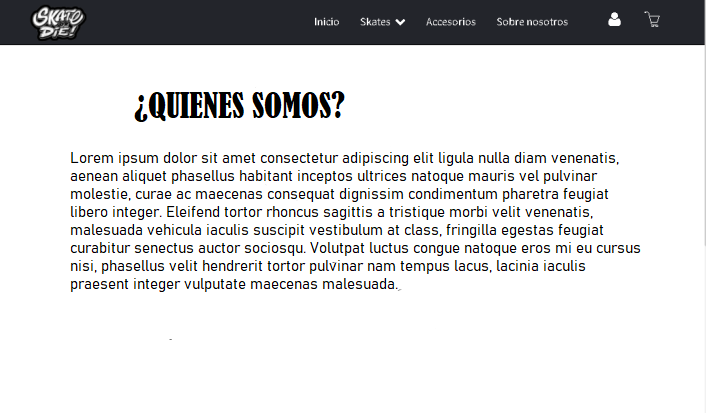 SKATE
OR
DIE!
Inicio Skates Accesorios Sobre nosotros
¿QUIENES SOMOS?
Lorem ipsum dolor sit amet consectetur adipiscing elit ligula nulla diam venenatis,
aenean aliquet phasellus habitant inceptos ultrices natoque mauris vel pulvinar
molestie, curae ac maecenas consequat dignissim condimentum pharetra feugiat
libero integer. Eleifend tortor rhoncus sagittis a tristique morbi velit venenatis,
malesuada vehicula iaculis suscipit vestibulum at class, fringilla egestas feugiat
curabitur senectus auctor sociosqu. Volutpat luctus congue natoque eros mi eu cursus
nisi, phasellus velit hendrerit tortor pulvinar nam tempus lacus, lacinia iaculis
praesent integer vulputate maecenas malesuada.